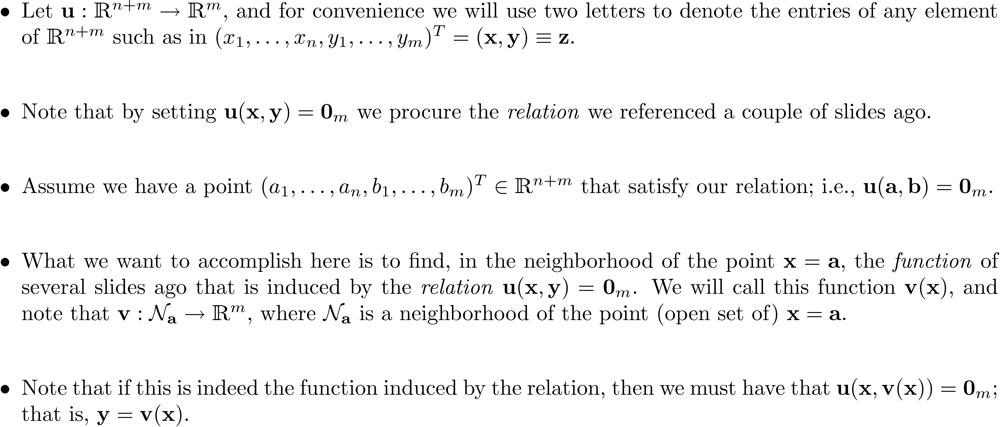 • Let $\mathbf{u} : \mathbb{R}^{n+m} \to \mathbb{R}^m$, and for convenience we will use two letters to denote the entries of any element
of $\mathbb{R}^{n+m}$ such as in $(x_1, \ldots, x_n, y_1, \ldots, y_m)^T = (\mathbf{x}, \mathbf{y}) \equiv \mathbf{z}$.
• Note that by setting $\mathbf{u}(\mathbf{x}, \mathbf{y}) = \mathbf{0}_m$ we procure the relation we referenced a couple of slides ago.
• Assume we have a point $(a_1, \ldots, a_n, b_1, \ldots, b_m)^T \in \mathbb{R}^{n+m}$ that satisfy our relation; i.e., $\mathbf{u}(\mathbf{a}, \mathbf{b}) = \mathbf{0}_m$.
• What we want to accomplish here is to find, in the neighborhood of the point $\mathbf{x} = \mathbf{a}$, the function of
several slides ago that is induced by the relation $\mathbf{u}(\mathbf{x}, \mathbf{y}) = \mathbf{0}_m$. We will call this function $\mathbf{v}(\mathbf{x})$, and
note that $\mathbf{v} : \mathcal{N}_{\mathbf{a}} \to \mathbb{R}^m$, where $\mathcal{N}_{\mathbf{a}}$ is a neighborhood of the point (open set of) $\mathbf{x} = \mathbf{a}$.
• Note that if this is indeed the function induced by the relation, then we must have that $\mathbf{u}(\mathbf{x}, \mathbf{v}(\mathbf{x})) = \mathbf{0}_m$;
that is, $\mathbf{y} = \mathbf{v}(\mathbf{x})$.